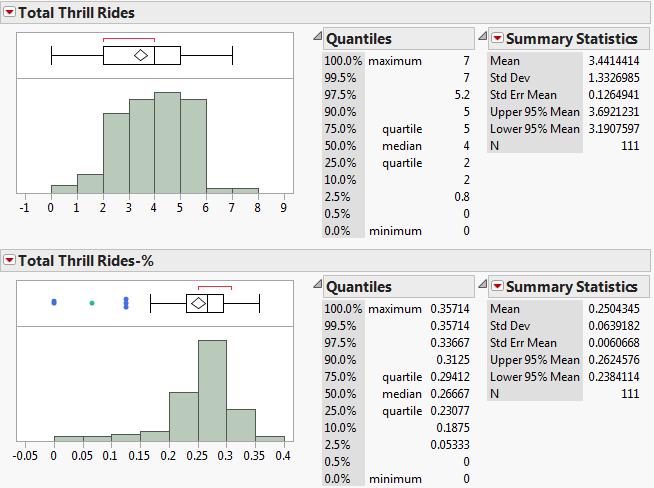 Total Thrill Rides
-1 0 1 2 3 4 5 6 7 8 9
Quantiles
100.0% maximum 7
99.5% 7
97.5% 5.2
90.0% 5
75.0% quartile 5
50.0% median 4
25.0% quartile 2
10.0% 2
2.5% 0.8
0.5% 0
0.0% minimum 0
Summary Statistics
Mean 3.4414414
Std Dev 1.3326985
Std Err Mean 0.1264941
Upper 95% Mean 3.6921231
Lower 95% Mean 3.1907597
N 111
Total Thrill Rides-%
-0.05 0 0.05 0.1 0.15 0.2 0.25 0.3 0.35 0.4
Quantiles
100.0% maximum 0.35714
99.5% 0.35714
97.5% 0.33667
90.0% 0.3125
75.0% quartile 0.29412
50.0% median 0.26667
25.0% quartile 0.23077
10.0% 0.1875
2.5% 0.05333
0.5% 0
0.0% minimum 0
Summary Statistics
Mean 0.2504345
Std Dev 0.0639182
Std Err Mean 0.0060668
Upper 95% Mean 0.2624576
Lower 95% Mean 0.2384114
N 111